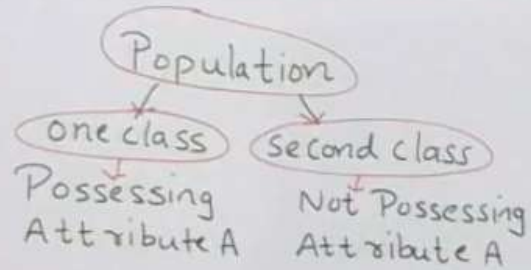 Population
one class
second class
Possessing
Attribute A
Not Possessing
Attribute A